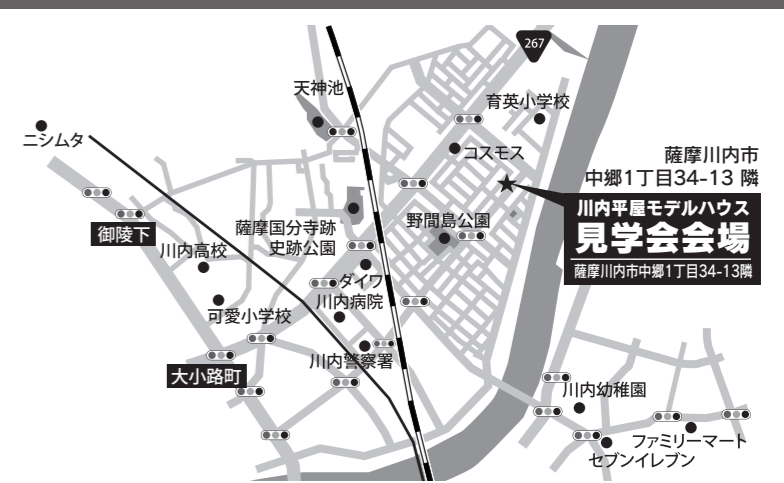 267
天神池
育英小学校
ニシムタ
コスモス
薩摩川内市
中郷1丁目34-13 隣
川内平屋モデルハウス
見学会会場
薩摩川内市中郷1丁目34-13隣
御陵下
薩摩国分寺跡
史跡公園
野間島公園
川内高校
ダイワ
川内病院
可愛小学校
川内警察署
大小路町
川内幼稚園
ファミリーマート
セブンイレブン